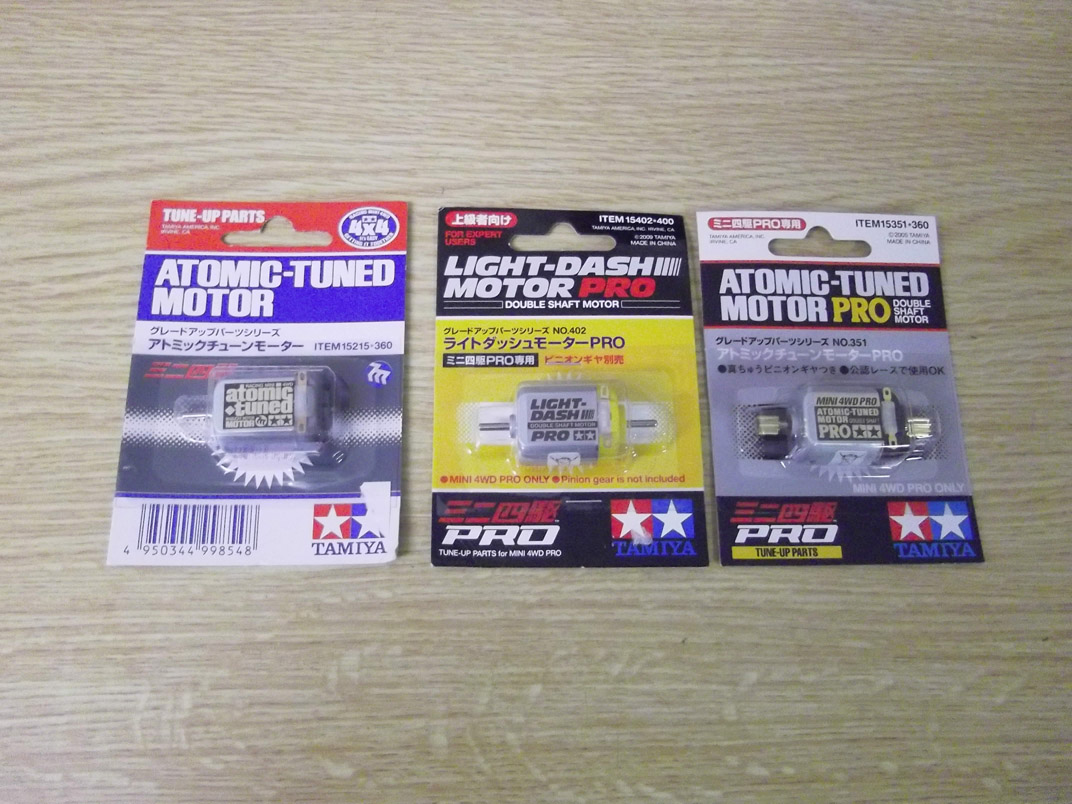 TUNE-UP PARTS
TAMIYA AMERICA, INC.
IRVINE, CA
4x4
ATOMIC-TUNED
MOTOR
グレードアップパーツシリーズ
アトミックチューンモーター ITEM15215・360
ミニ四駆
atomic
tuned
MOTOR
4 950344 998548
TAMIYA
上級者向け
ITEM 15402・400
FOR EXPERT
USERS
TAMIYA AMERICA, INC. IRVINE, CA.
©2009 TAMIYA
MADE IN CHINA
LIGHT-DASH
MOTOR PRO
DOUBLE SHAFT MOTOR
グレードアップパーツシリーズ NO.402
ライトダッシュモーターPRO
ミニ四駆PRO専用 ピニオンギヤ別売
LIGHT-
DASH
DOUBLE SHAFT MOTOR
PRO
●MINI 4WD PRO ONLY ●Pinion gear is not included
ミニ四駆
PRO
TUNE-UP PARTS for MINI 4WD PRO
TAMIYA
ミニ四駆PRO専用
ITEM15351・360
TAMIYA AMERICA, INC.
IRVINE, CA
©2005 TAMIYA
MADE IN CHINA
ATOMIC-TUNED
MOTOR PRO DOUBLE
SHAFT
MOTOR
グレードアップパーツシリーズ NO.351
アトミックチューンモーターPRO
●真ちゅうピニオンギヤつき ●公認レースで使用OK
MINI 4WD PRO
ATOMIC-TUNED
MOTOR DOUBLE SHAFT
PRO
MINI 4WD PRO ONLY
ミニ四駆
PRO
TUNE-UP PARTS
TAMIYA